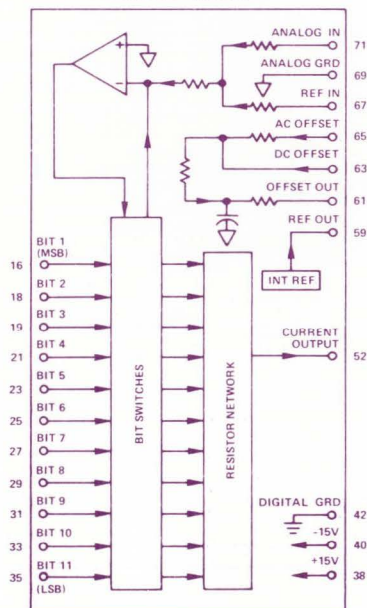 ANALOG IN 71
ANALOG GRD 69
REF IN 67
AC OFFSET 65
DC OFFSET 63
OFFSET OUT 61
REF OUT 59
INT REF
CURRENT
OUTPUT 52
DIGITAL GRD 42
-15V 40
+15V 38
+
−
16 BIT 1
(MSB)
18 BIT 2
19 BIT 3
21 BIT 4
23 BIT 5
25 BIT 6
27 BIT 7
29 BIT 8
31 BIT 9
33 BIT 10
35 BIT 11
(LSB)
BIT SWITCHES
RESISTOR NETWORK